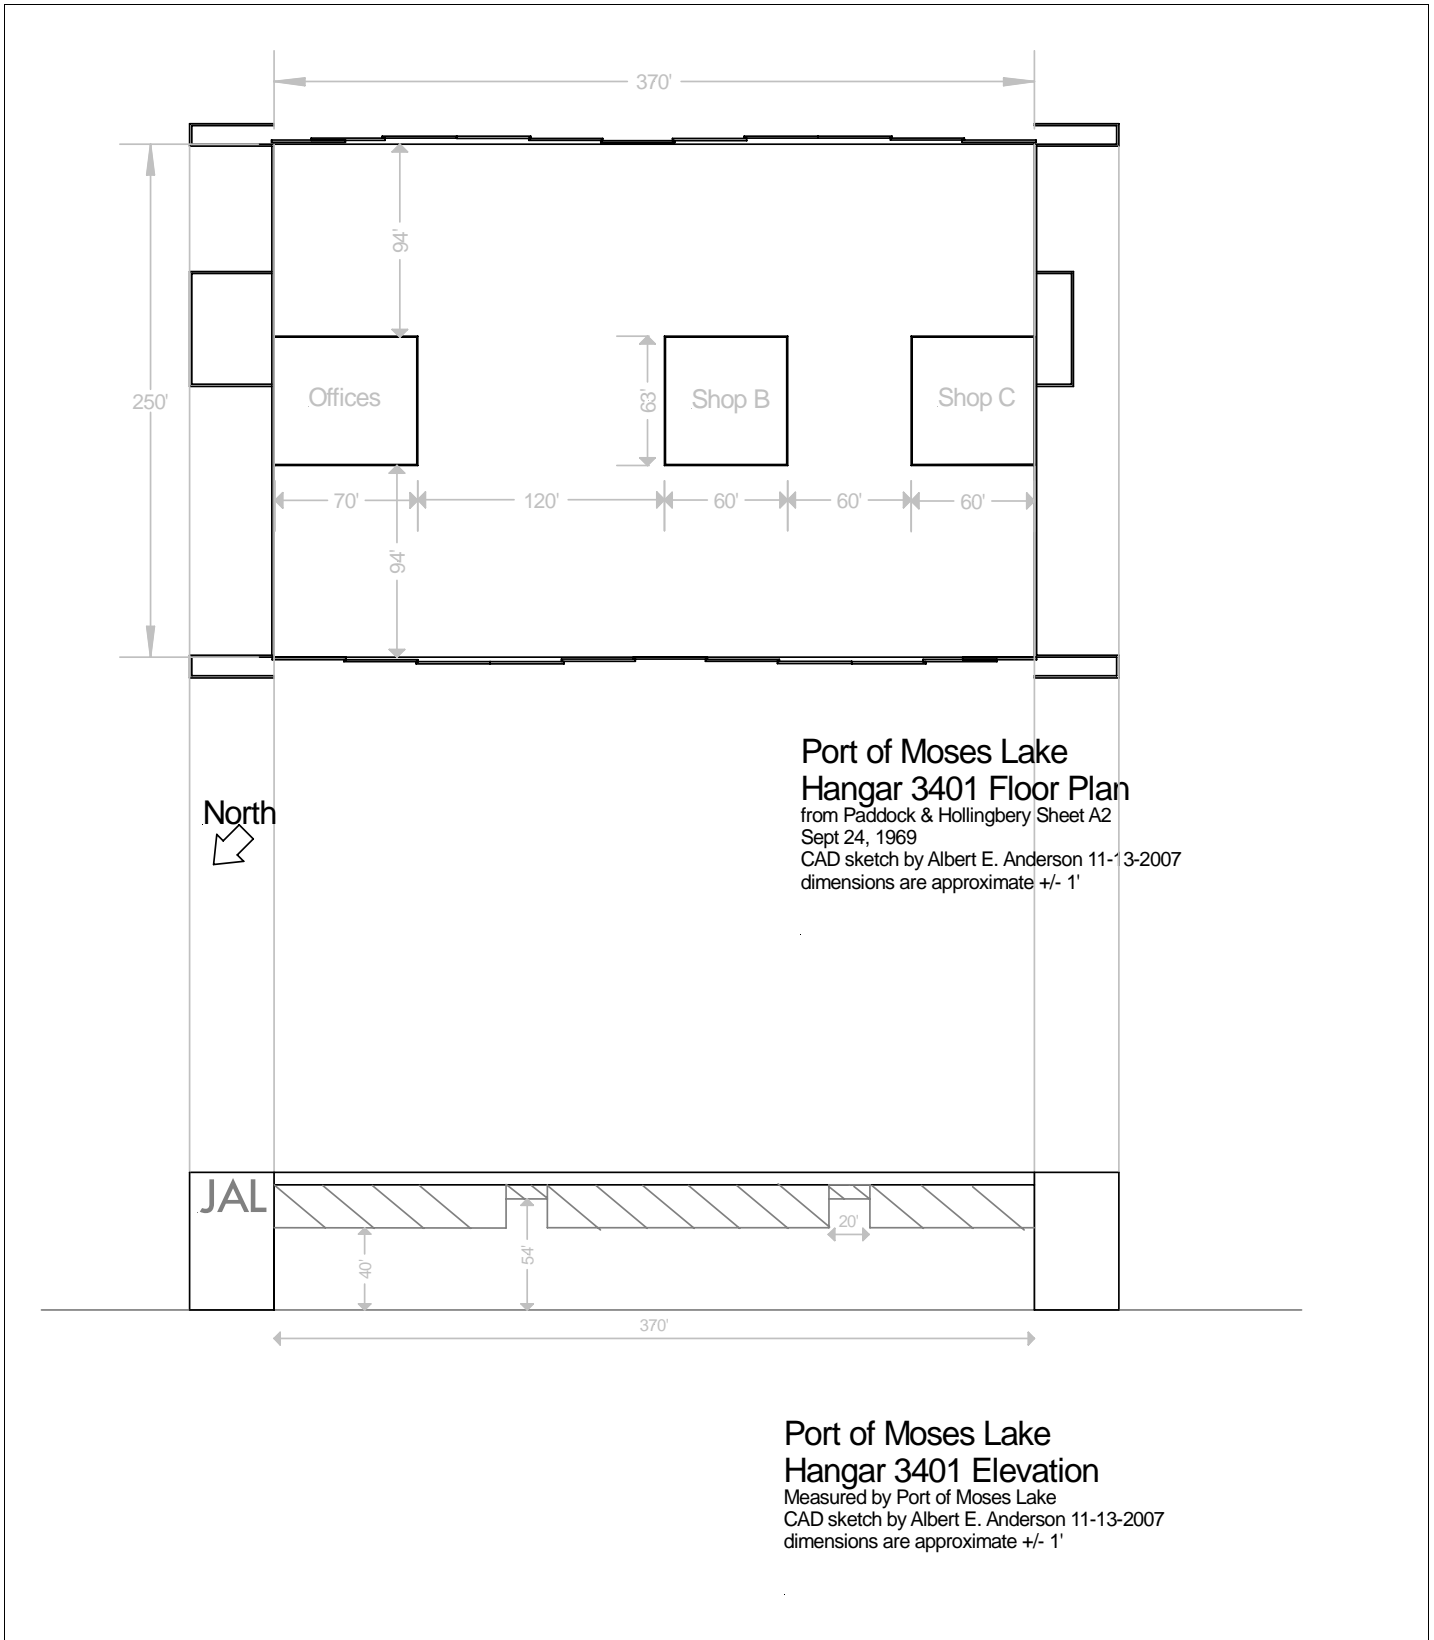 370'
94'
250'
Offices
63'
Shop B
Shop C
70'
120'
60'
60'
60'
94'
Port of Moses Lake
Hangar 3401 Floor Plan
from Paddock & Hollingbery Sheet A2
Sept 24, 1969
CAD sketch by Albert E. Anderson 11-13-2007
dimensions are approximate +/- 1'
North
JAL
20'
54'
40'
370'
Port of Moses Lake
Hangar 3401 Elevation
Measured by Port of Moses Lake
CAD sketch by Albert E. Anderson 11-13-2007
dimensions are approximate +/- 1'